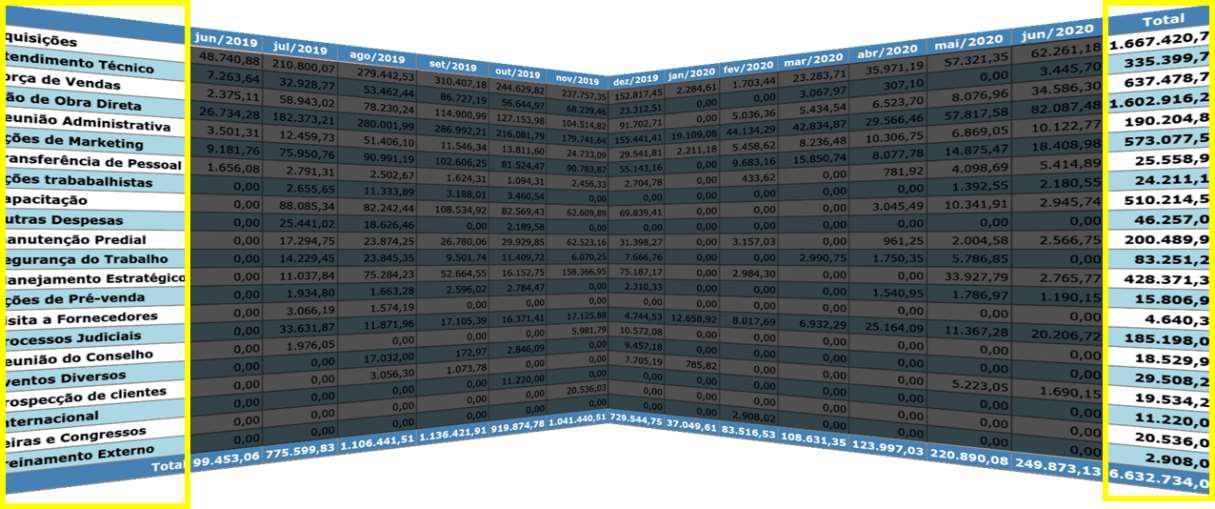 jun/2019 jul/2019 ago/2019 set/2019 out/2019 nov/2019 dez/2019 jan/2020 fev/2020 mar/2020 abr/2020 mai/2020 jun/2020 Total
quisições 48.740,88 210.800,07 279.442,53 310.407,18 244.629,82 237.757,35 152.817,45 2.284,61 1.703,44 23.283,71 35.971,19 57.321,35 62.261,18 1.667.420,7
tendimento Técnico 7.263,64 32.928,77 53.462,44 86.727,19 56.644,97 68.239,46 23.312,51 0,00 0,00 3.067,97 307,10 0,00 3.445,70 335.399,7
orça de Vendas 2.375,11 58.943,02 78.230,24 114.900,99 127.153,98 104.514,82 91.702,71 0,00 5.036,36 5.434,54 6.523,70 8.076,96 34.586,30 637.478,7
ão de Obra Direta 26.734,28 182.373,21 280.001,99 286.992,21 216.081,79 179.741,64 155.441,41 19.109,08 44.134,29 42.834,87 29.566,46 57.817,58 82.087,48 1.602.916,2
eunião Administrativa 3.501,31 12.459,73 51.406,10 11.546,34 13.811,60 24.733,09 29.541,81 2.211,18 5.458,62 8.236,48 10.306,75 6.869,05 10.122,77 190.204,8
ções de Marketing 9.181,76 75.950,76 90.991,19 102.606,25 81.524,47 90.783,87 55.143,16 0,00 9.683,16 15.850,74 8.077,78 14.875,47 18.408,98 573.077,5
ransferência de Pessoal 1.656,08 2.791,31 2.502,67 1.624,31 1.094,31 2.456,33 2.704,78 0,00 433,62 0,00 781,92 4.098,69 5.414,89 25.558,9
ções trababalhistas 0,00 2.655,65 11.333,89 3.188,01 3.460,54 0,00 0,00 0,00 0,00 0,00 0,00 1.392,55 2.180,55 24.211,1
apacitação 0,00 88.085,34 82.242,44 108.534,92 82.569,43 62.609,89 69.839,41 0,00 0,00 0,00 3.045,49 10.341,91 2.945,74 510.214,5
utras Despesas 0,00 25.441,02 18.626,46 0,00 2.189,58 0,00 0,00 0,00 0,00 0,00 0,00 0,00 0,00 46.257,0
anutenção Predial 0,00 17.294,75 23.874,25 26.780,06 29.929,85 62.523,16 31.398,27 0,00 3.157,03 0,00 961,25 2.004,58 2.566,75 200.489,9
egurança do Trabalho 0,00 14.229,45 23.845,35 9.501,74 11.409,72 6.070,25 7.666,76 0,00 0,00 2.990,75 1.750,35 5.786,85 0,00 83.251,2
lanejamento Estratégico 0,00 11.037,84 75.284,23 52.664,55 16.152,75 158.366,95 75.187,17 0,00 2.984,30 0,00 0,00 33.927,79 2.765,77 428.371,3
ções de Pré-venda 0,00 1.934,80 1.663,28 2.596,02 2.784,47 0,00 2.310,33 0,00 0,00 0,00 1.540,95 1.786,97 1.190,15 15.806,9
isita a Fornecedores 0,00 3.066,19 1.574,19 0,00 0,00 0,00 0,00 0,00 0,00 0,00 0,00 0,00 0,00 4.640,3
rocessos Judiciais 0,00 33.631,87 11.871,96 17.105,39 16.371,41 17.125,88 4.744,53 12.658,92 8.017,69 6.932,29 25.164,09 11.367,28 20.206,72 185.198,0
eunião do Conselho 0,00 1.976,05 0,00 0,00 0,00 5.981,79 10.572,08 0,00 0,00 0,00 0,00 0,00 0,00 18.529,9
ventos Diversos 0,00 0,00 17.032,00 172,97 2.846,09 0,00 9.457,18 0,00 0,00 0,00 0,00 0,00 0,00 29.508,2
rospecção de clientes 0,00 0,00 3.056,30 1.073,78 0,00 0,00 7.705,19 785,82 0,00 0,00 0,00 5.223,05 1.690,15 19.534,2
nternacional 0,00 0,00 0,00 0,00 11.220,00 0,00 0,00 0,00 0,00 0,00 0,00 0,00 0,00 11.220,0
eiras e Congressos 0,00 0,00 0,00 0,00 0,00 20.536,03 0,00 0,00 0,00 0,00 0,00 0,00 0,00 20.536,0
reinamento Externo 0,00 0,00 0,00 0,00 0,00 0,00 0,00 0,00 2.908,02 0,00 0,00 0,00 0,00 2.908,0
Total 99.453,06 775.599,83 1.106.441,51 1.136.421,91 919.874,78 1.041.440,51 729.544,75 37.049,61 83.516,53 108.631,35 123.997,03 220.890,08 249.873,13 6.632.734,0